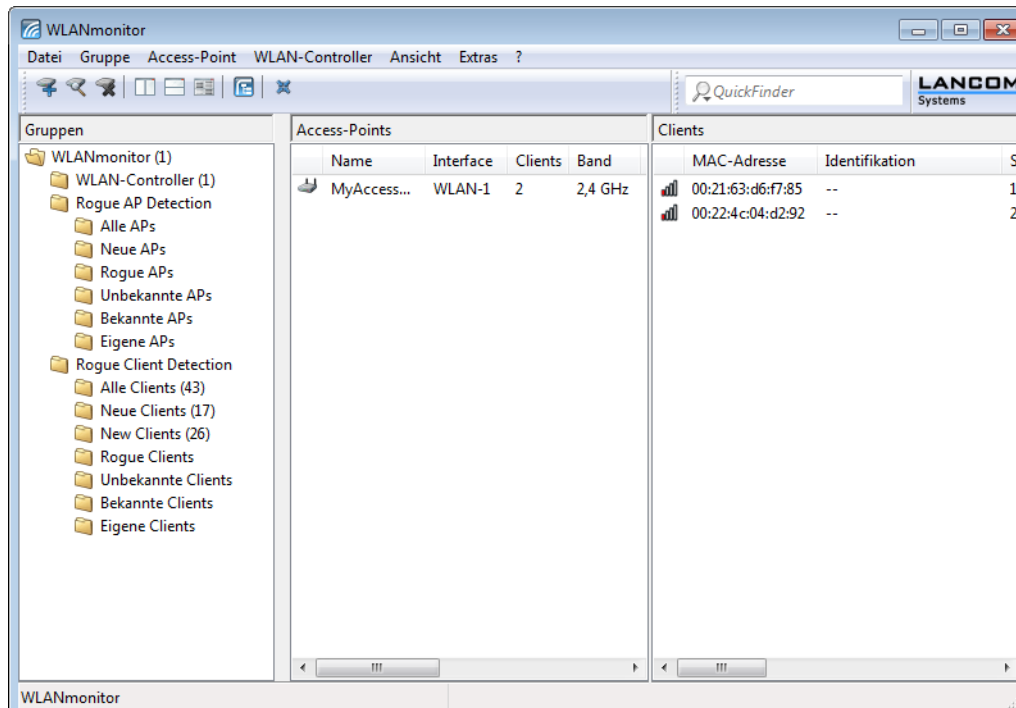 WLANmonitor
Datei Gruppe Access-Point WLAN-Controller Ansicht Extras ?
QuickFinder
LANCOM
Systems
Gruppen
WLANmonitor (1)
WLAN-Controller (1)
Rogue AP Detection
Alle APs
Neue APs
Rogue APs
Unbekannte APs
Bekannte APs
Eigene APs
Rogue Client Detection
Alle Clients (43)
Neue Clients (17)
New Clients (26)
Rogue Clients
Unbekannte Clients
Bekannte Clients
Eigene Clients
Access-Points
Name Interface Clients Band
MyAccess... WLAN-1 2 2,4 GHz
Clients
MAC-Adresse Identifikation S
00:21:63:d6:f7:85 -- 1
00:22:4c:04:d2:92 -- 2
WLANmonitor